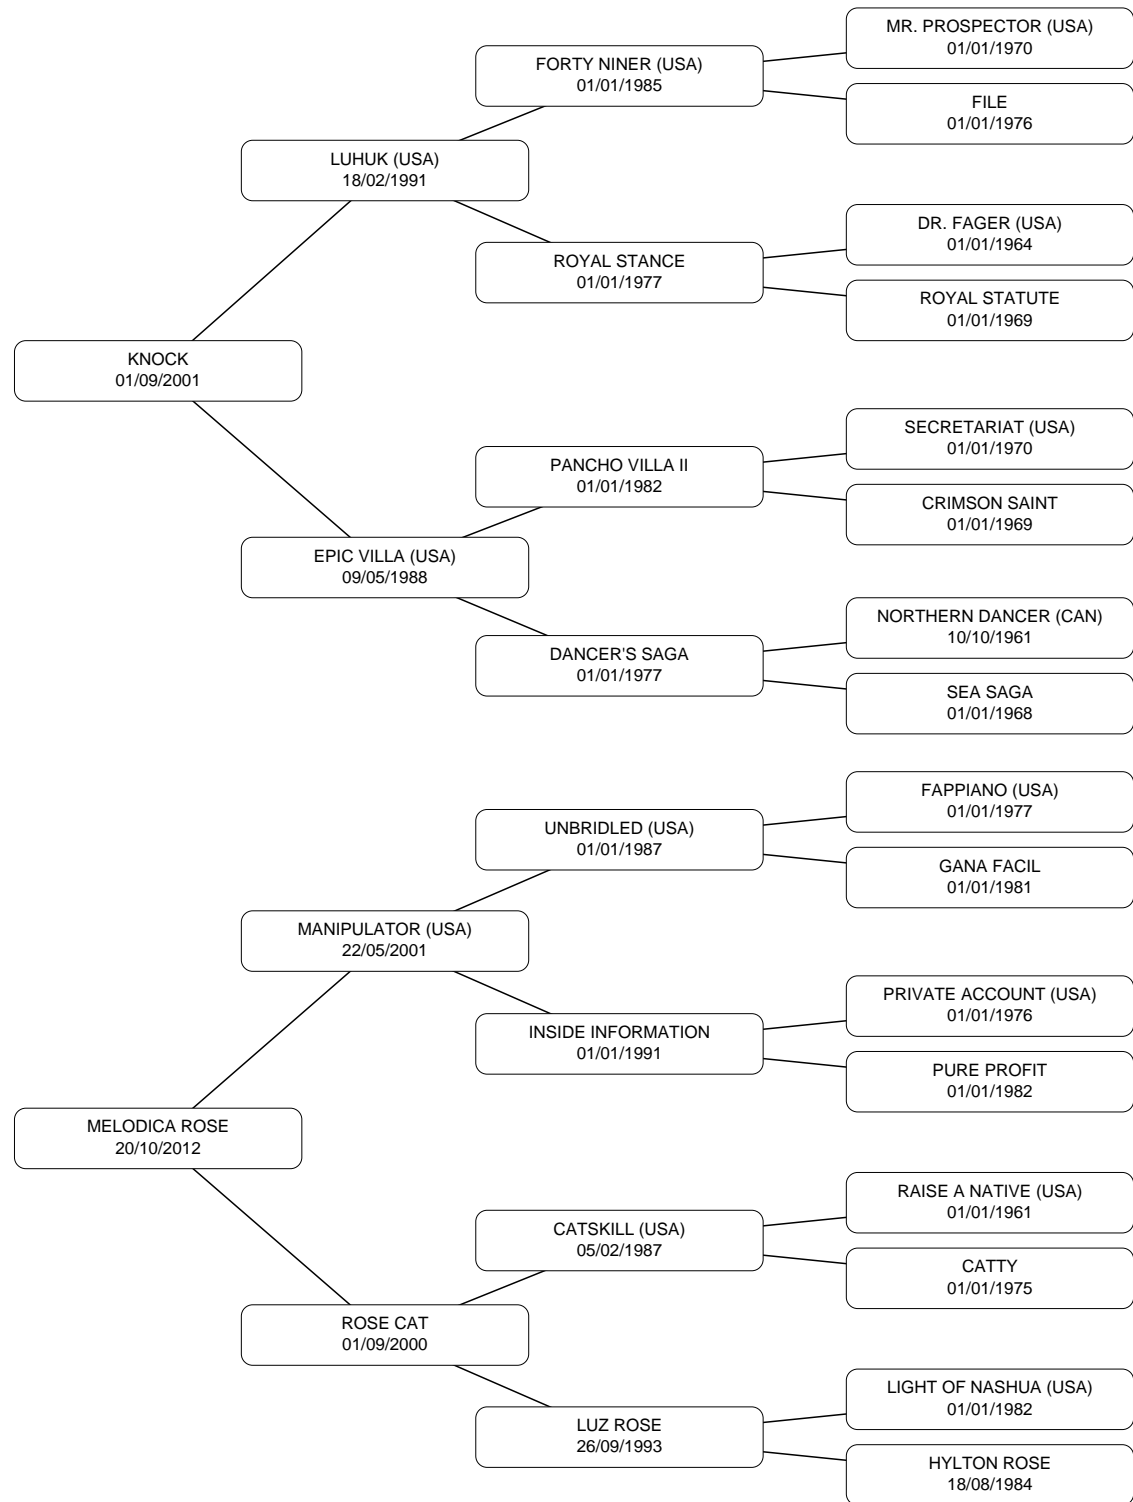 MR. PROSPECTOR (USA)
01/01/1970
FORTY NINER (USA)
01/01/1985
FILE
01/01/1976
LUHUK (USA)
18/02/1991
DR. FAGER (USA)
01/01/1964
ROYAL STANCE
01/01/1977
ROYAL STATUTE
01/01/1969
KNOCK
01/09/2001
SECRETARIAT (USA)
01/01/1970
PANCHO VILLA II
01/01/1982
CRIMSON SAINT
01/01/1969
EPIC VILLA (USA)
09/05/1988
NORTHERN DANCER (CAN)
10/10/1961
DANCER'S SAGA
01/01/1977
SEA SAGA
01/01/1968
FAPPIANO (USA)
01/01/1977
UNBRIDLED (USA)
01/01/1987
GANA FACIL
01/01/1981
MANIPULATOR (USA)
22/05/2001
PRIVATE ACCOUNT (USA)
01/01/1976
INSIDE INFORMATION
01/01/1991
PURE PROFIT
01/01/1982
MELODICA ROSE
20/10/2012
RAISE A NATIVE (USA)
01/01/1961
CATSKILL (USA)
05/02/1987
CATTY
01/01/1975
ROSE CAT
01/09/2000
LIGHT OF NASHUA (USA)
01/01/1982
LUZ ROSE
26/09/1993
HYLTON ROSE
18/08/1984